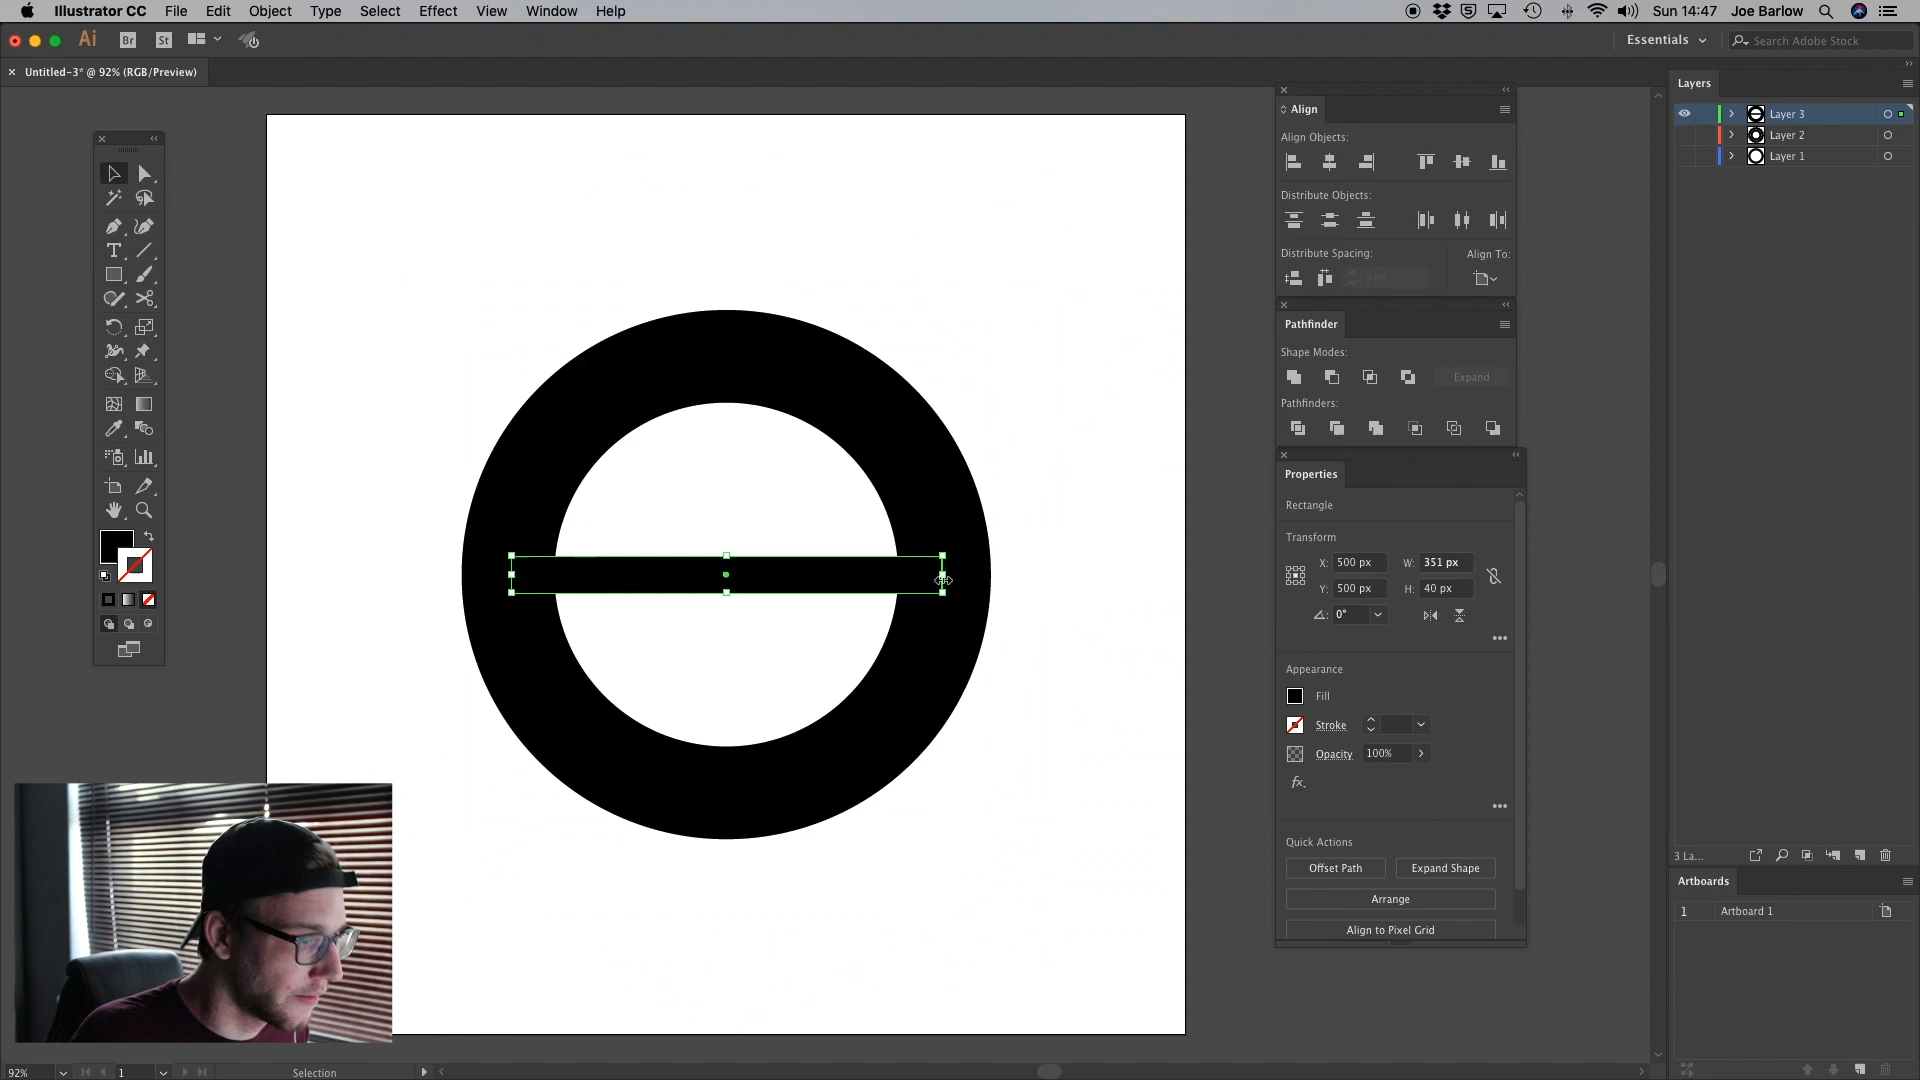 Illustrator CC File Edit Object Type Select Effect View Window Help Sun 14:47 Joe Barlow
Ai Br St Essentials Search Adobe Stock
× Untitled-3* @ 92% (RGB/Preview)
Layers
Layer 3
Layer 2
Layer 1
3 La...
Artboards
1 Artboard 1
Align
Align Objects:
Distribute Objects:
Distribute Spacing: Align To:
Pathfinder
Shape Modes:
Expand
Pathfinders:
Properties
Rectangle
Transform
X: 500 px W: 351 px
Y: 500 px H: 40 px
0°
Appearance
Fill
Stroke
Opacity 100%
fx.
Quick Actions
Offset Path Expand Shape
Arrange
Align to Pixel Grid
92% 1 Selection